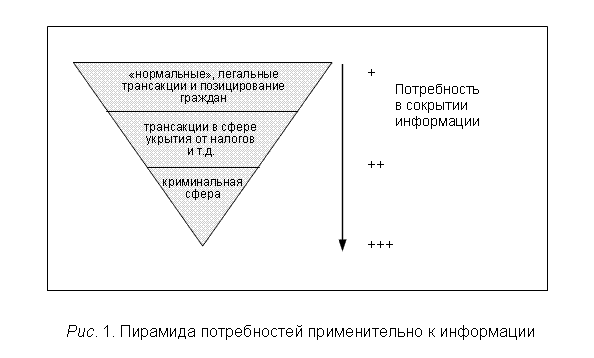 «нормальные», легальные
трансакции и позицирование
граждан
трансакции в сфере
укрытия от налогов
и т.д.
криминальная
сфера
+
Потребность
в сокрытии
информации
++
+++
Рис. 1. Пирамида потребностей применительно к информации